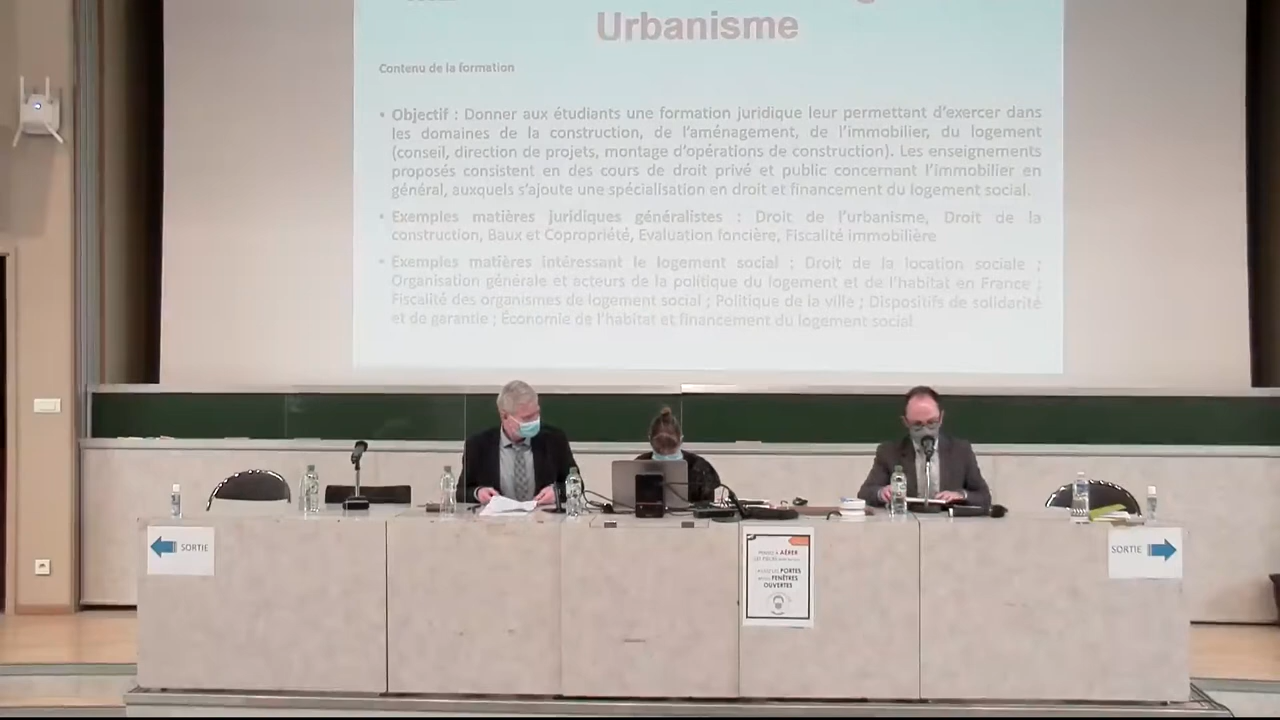 Urbanisme
Contenu de la formation
• Objectif : Donner aux étudiants une formation juridique leur permettant d'exercer dans
les domaines de la construction, de l'aménagement, de l'immobilier, du logement
(conseil, direction de projets, montage d'opérations de construction). Les enseignements
proposés consistent en des cours de droit privé et public concernant l'immobilier en
général, auxquels s'ajoute une spécialisation en droit et financement du logement social.
• Exemples matières juridiques généralistes : Droit de l'urbanisme, Droit de la
construction, Baux et Copropriété, Evaluation foncière, Fiscalité immobilière
• Exemples matières intéressant le logement social : Droit de la location sociale ;
Organisation générale et acteurs de la politique du logement et de l'habitat en France ;
Fiscalité des organismes de logement social ; Politique de la ville ; Dispositifs de solidarité
et de garantie ; Économie de l'habitat et financement du logement social
SORTIE
AÉRER
PORTES
FENÊTRES
OUVERTES
SORTIE